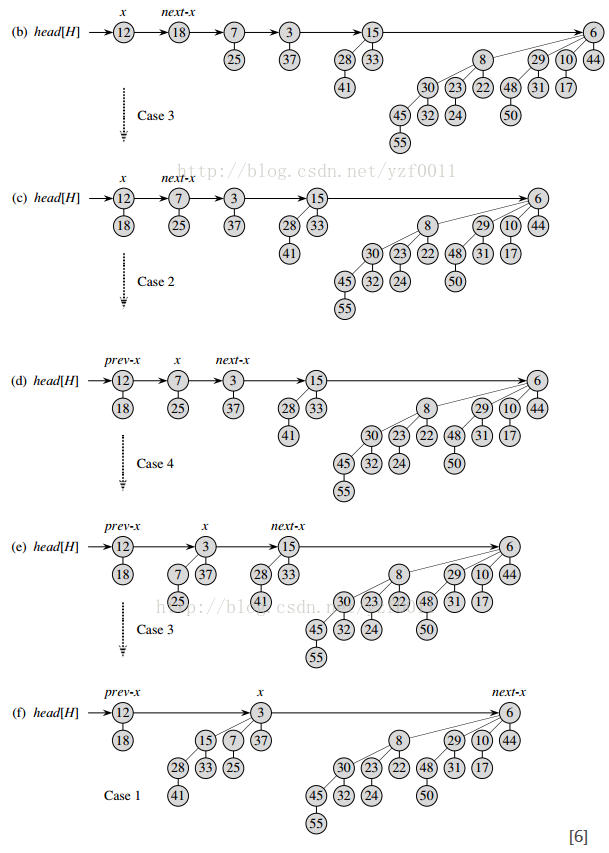 x next-x
(b) head[H] 12 18 7 3 15 6
25 37 28 33 8 29 10 44
41 30 23 22 48 31 17
Case 3 45 32 24 50
55
http://blog.csdn.net/yzf0011
x next-x
(c) head[H] 12 7 3 15 6
18 25 37 28 33 8 29 10 44
41 30 23 22 48 31 17
Case 2 45 32 24 50
55
prev-x x next-x
(d) head[H] 12 7 3 15 6
18 25 37 28 33 8 29 10 44
41 30 23 22 48 31 17
Case 4 45 32 24 50
55
prev-x x next-x
(e) head[H] 12 3 15 6
18 7 37 28 33 8 29 10 44
25 41 30 23 22 48 31 17
http://blog.csdn.net/
Case 3 45 32 24 50
55
prev-x x next-x
(f) head[H] 12 3 6
18 15 7 37 8 29 10 44
28 33 25 30 23 22 48 31 17
Case 1 41 45 32 24 50
55
[6]